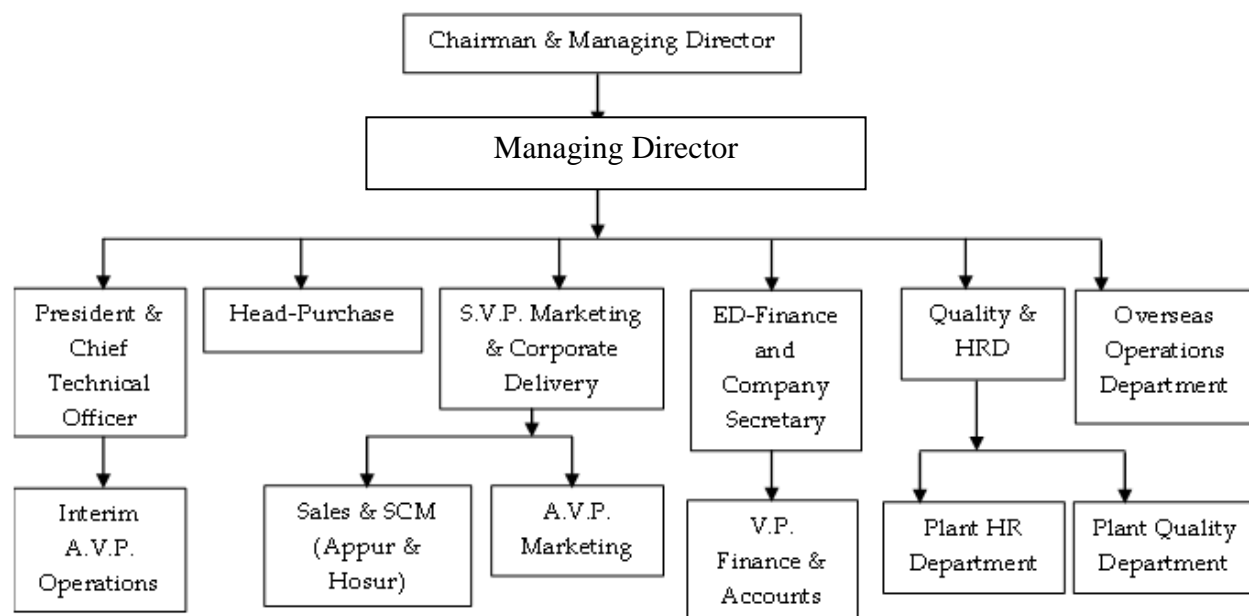 Chairman & Managing Director
Managing Director
President &
Chief
Technical
Officer
Head-Purchase
S.V.P. Marketing
& Corporate
Delivery
ED-Finance
and
Company
Secretary
Quality &
HRD
Overseas
Operations
Department
Interim
A.V.P.
Operations
Sales & SCM
(Appur &
Hosur)
A.V.P.
Marketing
V.P.
Finance &
Accounts
Plant HR
Department
Plant Quality
Department